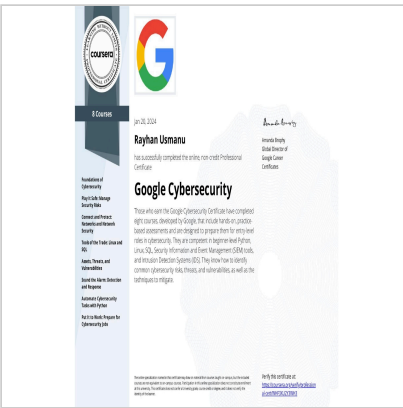 coursera
8 Courses
Foundations of
Cybersecurity
Play It Safe: Manage
Security Risks
Connect and Protect:
Networks and Network
Security
Tools of the Trade: Linux and
SQL
Assets, Threats, and
Vulnerabilities
Sound the Alarm: Detection
and Response
Automate Cybersecurity
Tasks with Python
Put It to Work: Prepare for
Cybersecurity Jobs
Jan 20, 2024
Rayhan Usmanu
has successfully completed the online, non-credit Professional
Certificate
Google Cybersecurity
Those who earn the Google Cybersecurity Certificate have completed
eight courses, developed by Google, that include hands-on, practice-
based assessments and are designed to prepare them for entry-level
roles in cybersecurity. They are competent in beginner-level Python,
Linux, SQL, Security Information and Event Management (SIEM) tools,
and Intrusion Detection Systems (IDS). They know how to identify
common cybersecurity risks, threats, and vulnerabilities, as well as the
techniques to mitigate.
Amanda Brophy
Global Director of
Google Career
Certificates
Verify this certificate at: